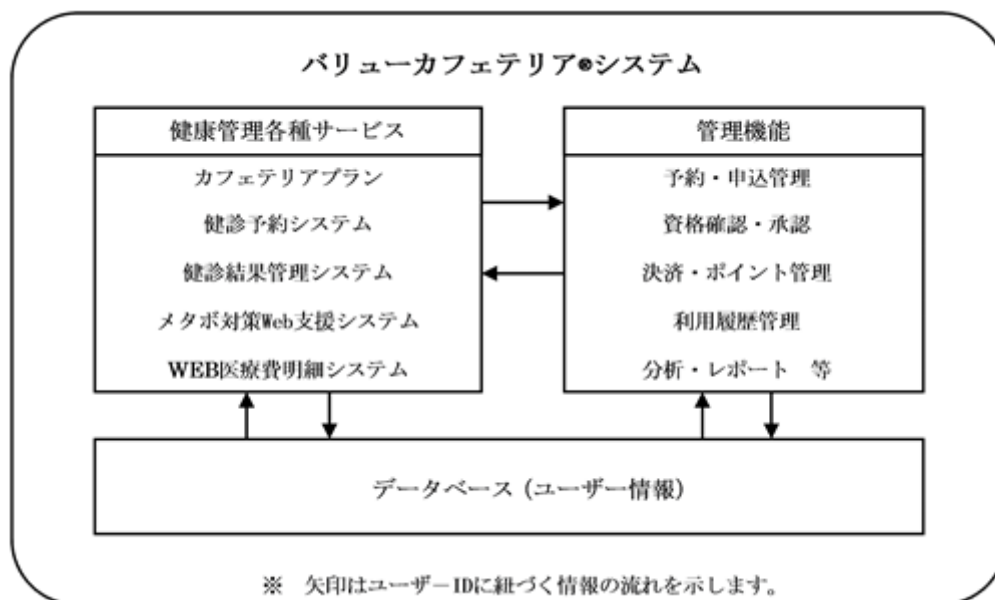 バリューカフェテリア®システム
健康管理各種サービス
カフェテリアプラン
健診予約システム
健診結果管理システム
メタボ対策Web支援システム
WEB医療費明細システム
管理機能
予約・申込管理
資格確認・承認
決済・ポイント管理
利用履歴管理
分析・レポート　等
データベース（ユーザー情報）
※　矢印はユーザーIDに紐づく情報の流れを示します。